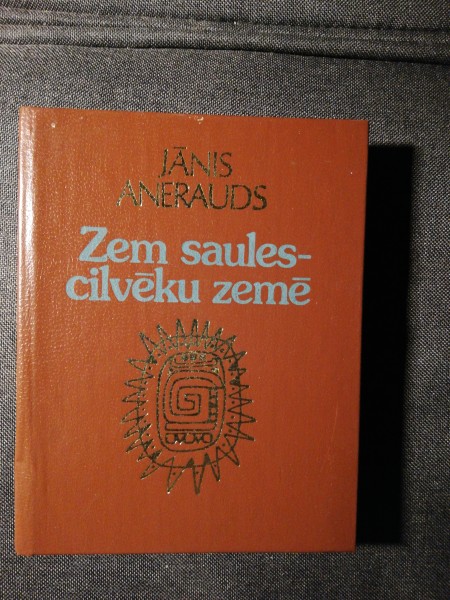 JĀNIS
ANERAUDS
Zem saules-
cilvēku zemē